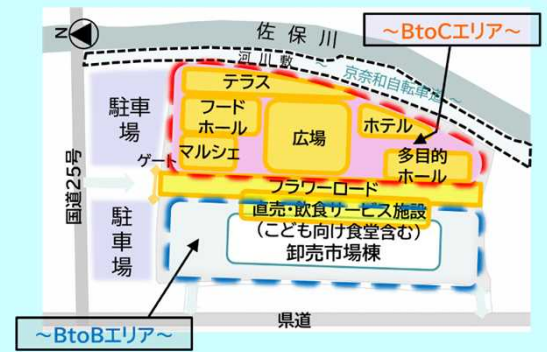 N
佐保川
~BtoCエリア~
河川敷
~ 京奈和自転車道 ~
テラス
駐車場
フードホール
広場
ホテル
マルシェ
多目的ホール
ゲート
国道25号
フラワーロード
駐車場
直売・飲食サービス施設
(こども向け食堂含む)
卸売市場棟
県道
~BtoBエリア~